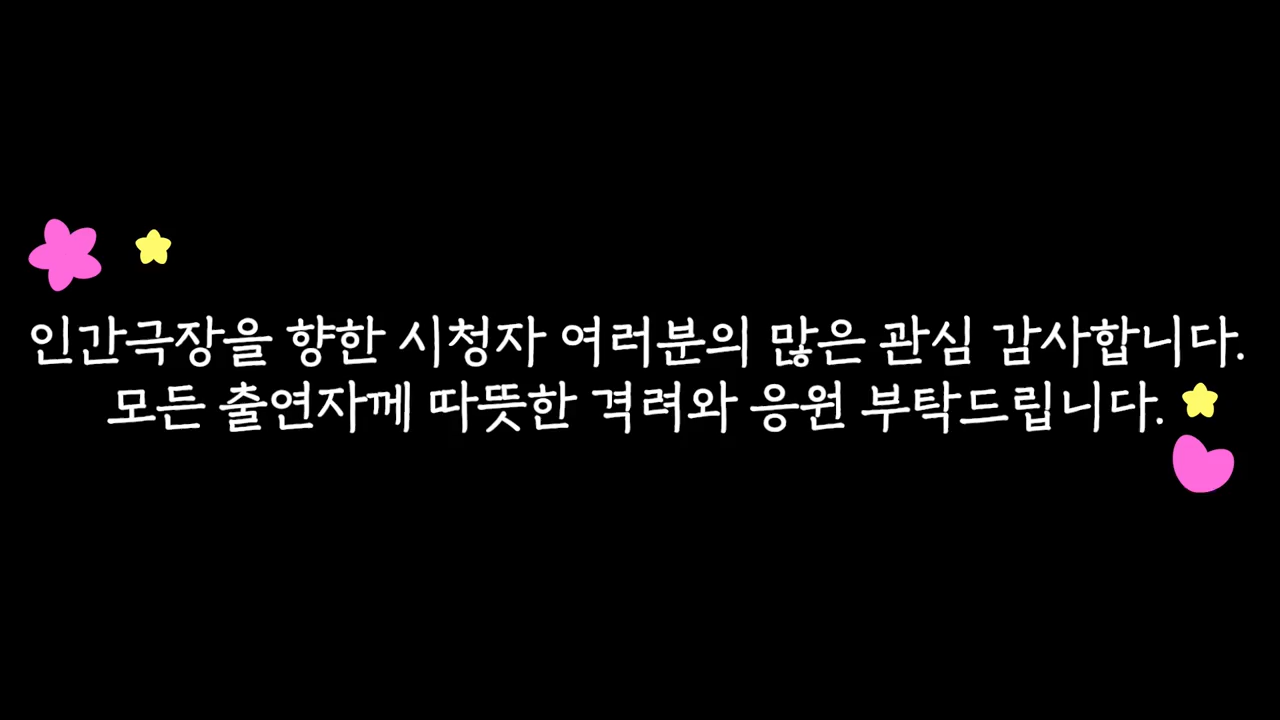 인간극장을 향한 시청자 여러분의 많은 관심 감사합니다.
모든 출연자께 따뜻한 격려와 응원 부탁드립니다.